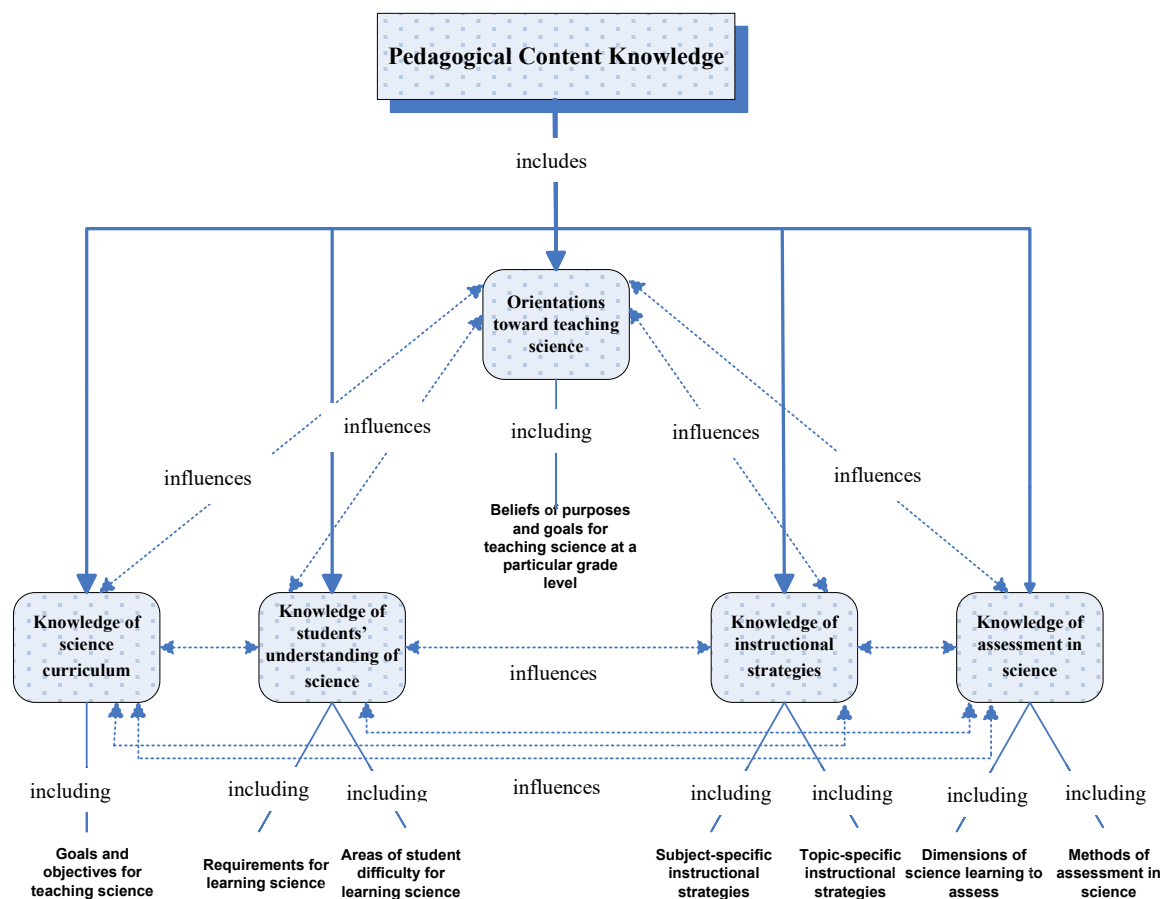 Pedagogical Content Knowledge
includes
Orientations
toward teaching
science
influences
influences
including
influences
influences
Beliefs of purposes
and goals for
teaching science at a
particular grade
level
Knowledge of
science
curriculum
Knowledge of
students’
understanding of
science
influences
Knowledge of
instructional
strategies
Knowledge of
assessment in
science
including
including
including
influences
including
including
including
including
Goals and
objectives for
teaching science
Requirements for
learning science
Areas of student
difficulty for
learning science
Subject-specific
instructional
strategies
Topic-specific
instructional
strategies
Dimensions of
science learning to
assess
Methods of
assessment in
science